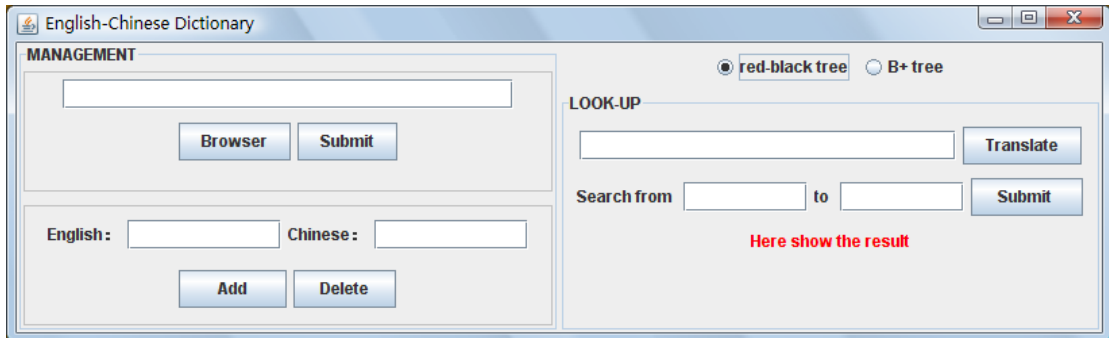 English-Chinese Dictionary
MANAGEMENT
Browser Submit
English: Chinese:
Add Delete
red-black tree B+ tree
LOOK-UP
Translate
Search from to Submit
Here show the result